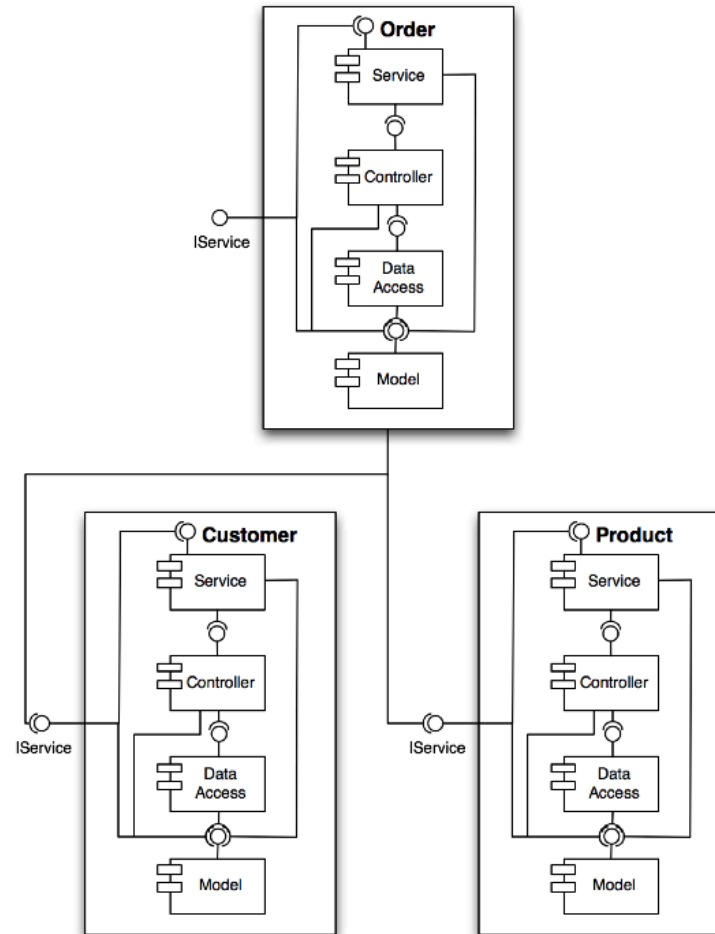 Order
Service
Controller
IService
Data
Access
Model
Customer
Service
Controller
IService
Data
Access
Model
Product
Service
Controller
IService
Data
Access
Model